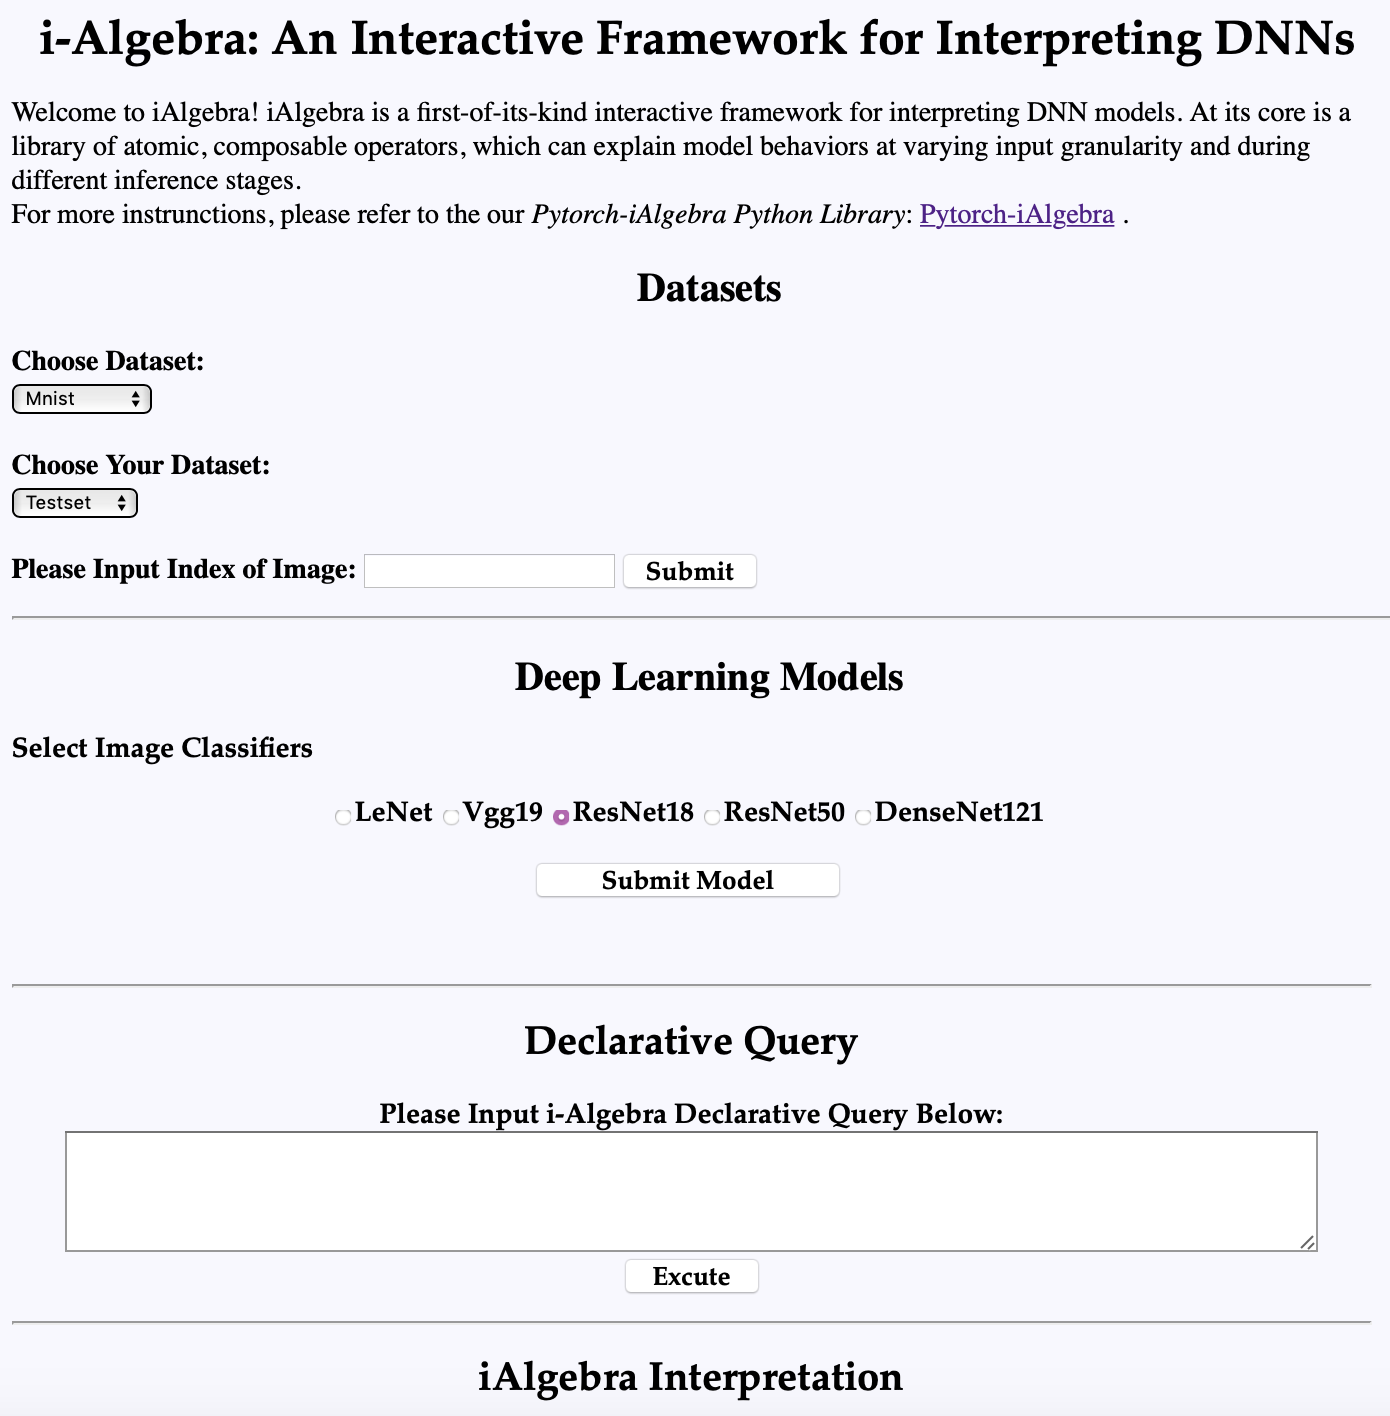 i-Algebra: An Interactive Framework for Interpreting DNNs
Welcome to iAlgebra! iAlgebra is a first-of-its-kind interactive framework for interpreting DNN models. At its core is a
library of atomic, composable operators, which can explain model behaviors at varying input granularity and during
different inference stages.
For more instrunctions, please refer to the our Pytorch-iAlgebra Python Library: Pytorch-iAlgebra .
Datasets
Choose Dataset:
Mnist
Choose Your Dataset:
Testset
Please Input Index of Image: Submit
Deep Learning Models
Select Image Classifiers
LeNet Vgg19 ResNet18 ResNet50 DenseNet121
Submit Model
Declarative Query
Please Input i-Algebra Declarative Query Below:
Excute
iAlgebra Interpretation